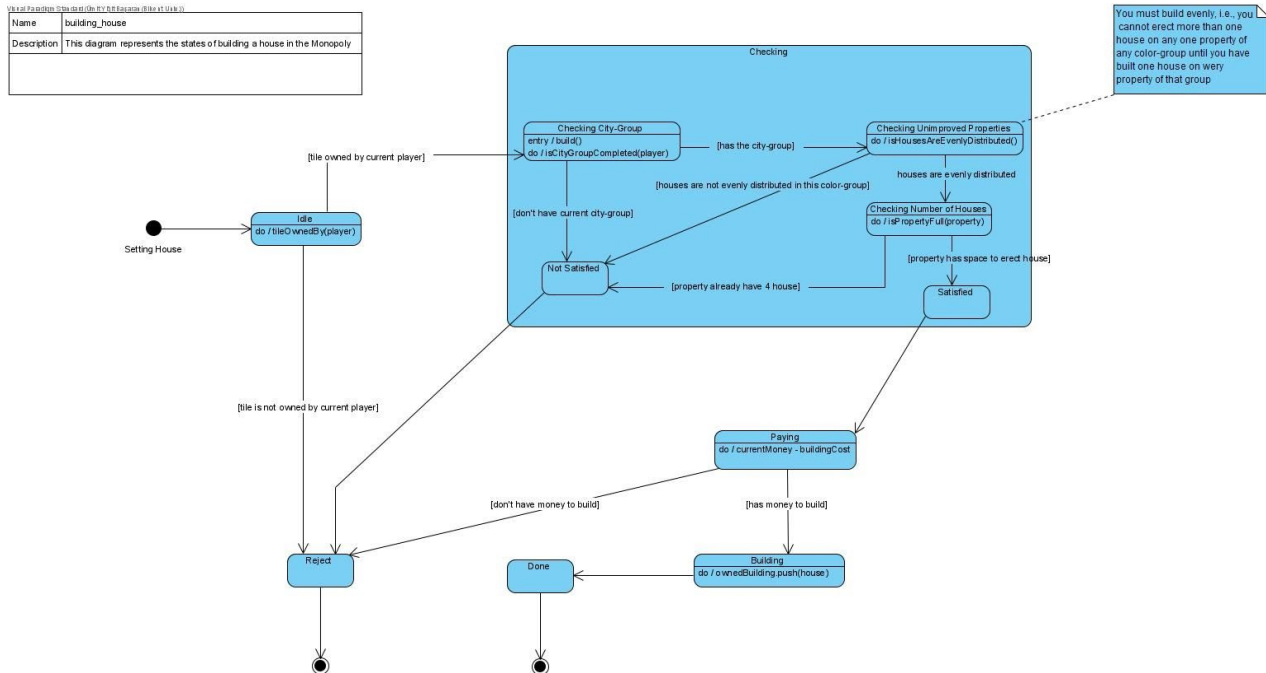 Visual Paradigm Standard
Name building_house
Description This diagram represents the states of building a house in the Monopoly
You must build evenly, i.e., you
cannot erect more than one
house on any one property of
any color-group until you have
built one house on wery
property of that group
Checking
Checking City-Group
entry / build()
do / isCityGroupCompleted(player)
[has the city-group]
Checking Unimproved Properties
do / isHousesAreEvenlyDistributed()
[tile owned by current player]
[houses are not evenly distributed in this color-group]
houses are evenly distributed
[don't have current city-group]
Checking Number of Houses
do / isPropertyFull(property)
Idle
do / tileOwnedBy(player)
Setting House
[property has space to erect house]
Not Satisfied
[property already have 4 house]
Satisfied
[tile is not owned by current player]
Paying
do / currentMoney - buildingCost
[don't have money to build]
[has money to build]
Reject
Done
Building
do / ownedBuilding.push(house)